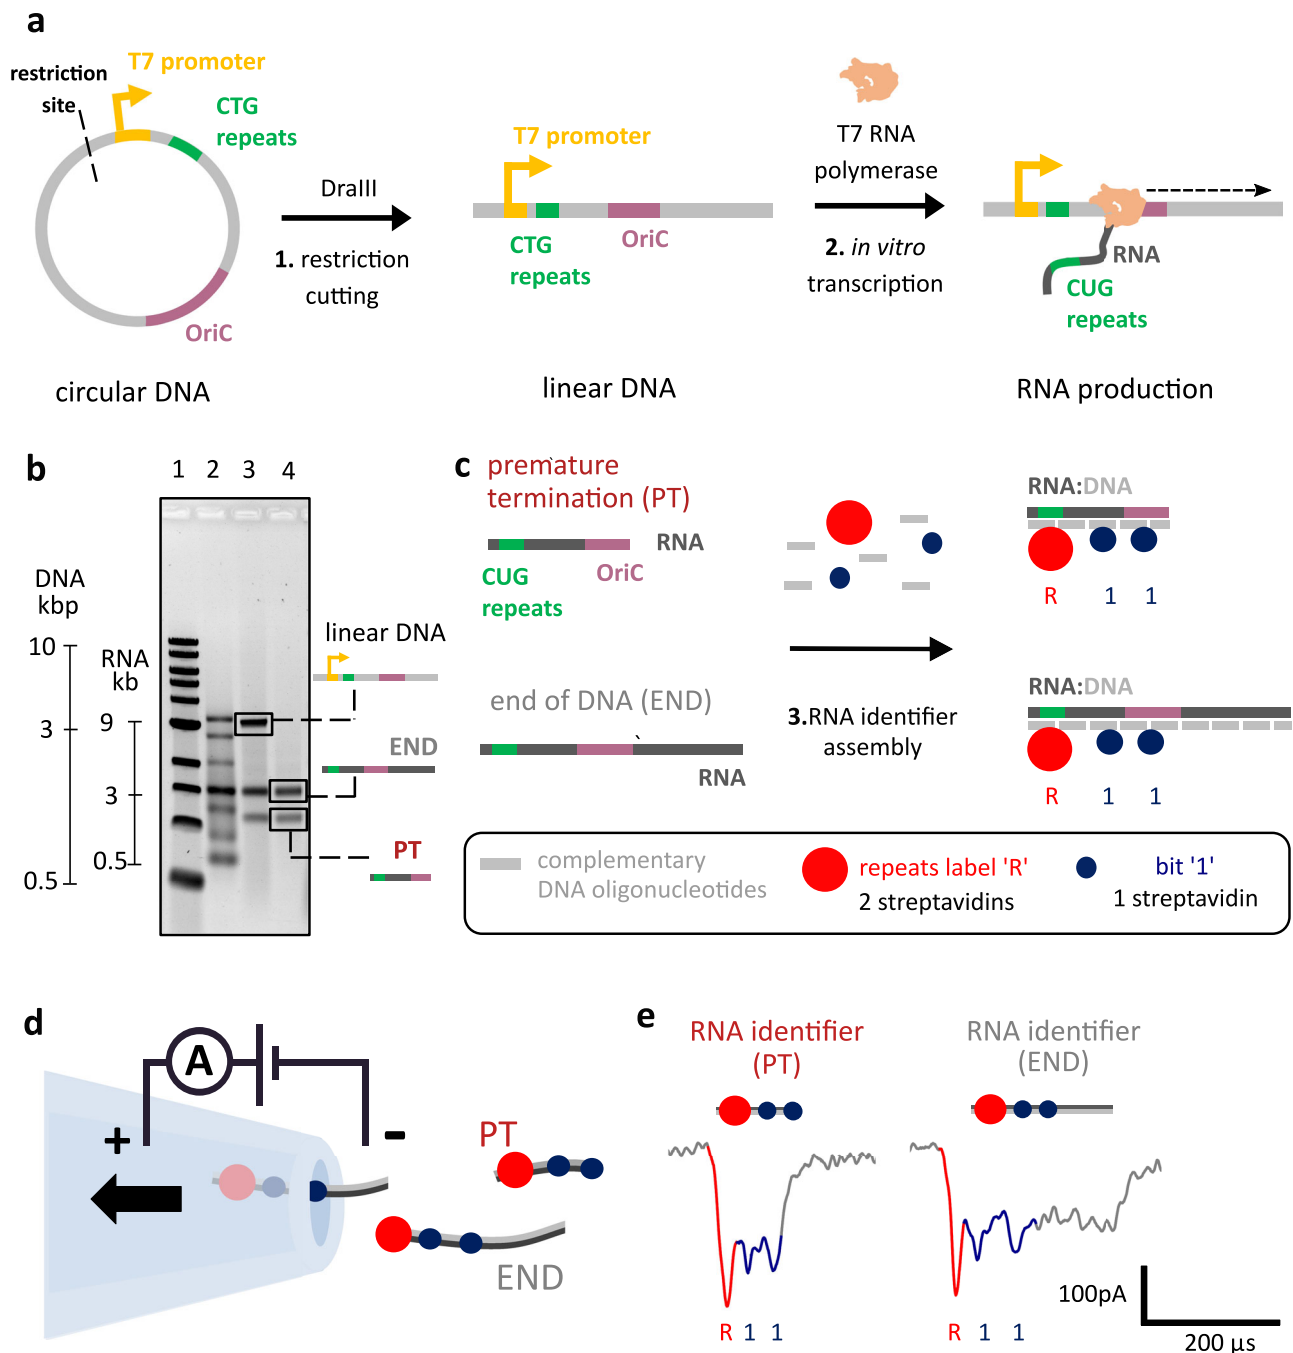 a
restriction
site
T7 promoter
CTG
repeats
OriC
DraIII
1. restriction
cutting
T7 promoter
CTG
repeats
OriC
T7 RNA
polymerase
2. in vitro
transcription
RNA
CUG
repeats
circular DNA
linear DNA
RNA production
b
1 2 3 4
DNA
kbp
10
3
0.5
RNA
kb
9
3
0.5
linear DNA
END
PT
c
premature
termination (PT)
RNA
CUG
repeats
OriC
end of DNA (END)
RNA
3.RNA identifier
assembly
RNA:DNA
R 1 1
RNA:DNA
R 1 1
complementary
DNA oligonucleotides
repeats label 'R'
2 streptavidins
bit '1'
1 streptavidin
d
A
+
-
PT
END
e
RNA identifier
(PT)
RNA identifier
(END)
R 1 1
R 1 1
100pA
200 µs